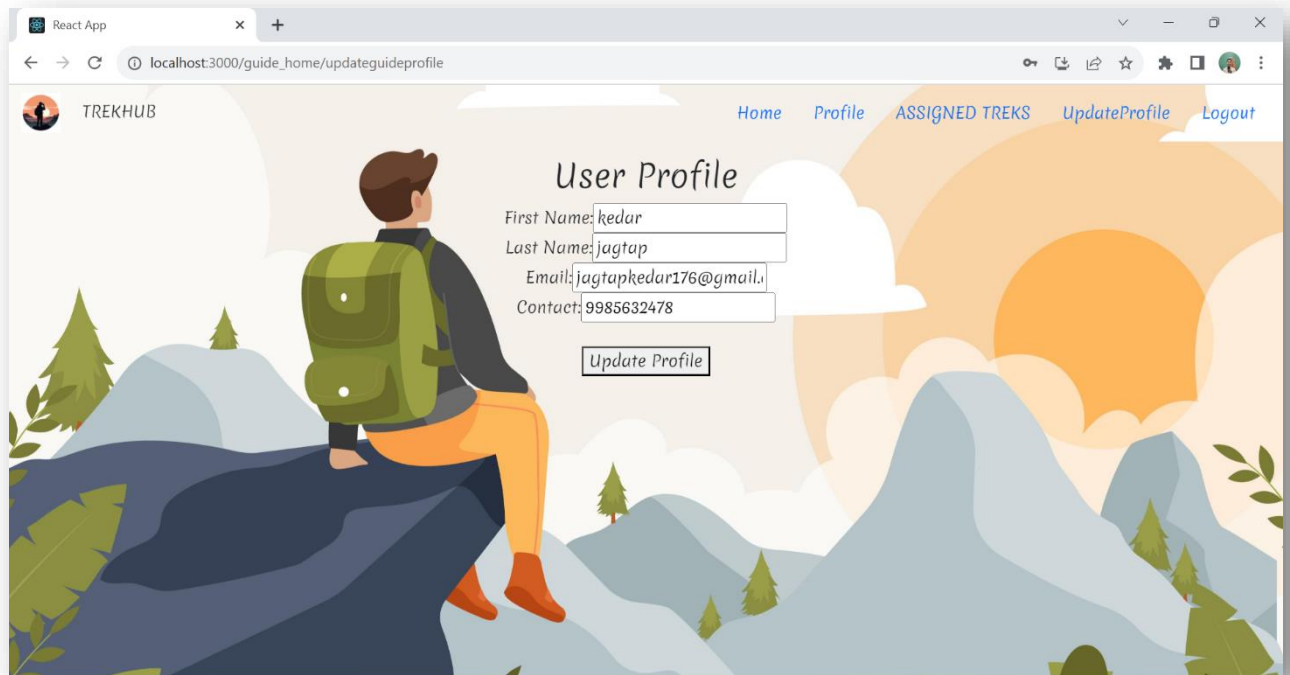 React App
localhost:3000/guide_home/updateguideprofile
TREKHUB Home Profile ASSIGNED TREKS UpdateProfile Logout
User Profile
First Name: kedar
Last Name: jagtap
Email: jagtapkedar176@gmail.
Contact: 9985632478
Update Profile